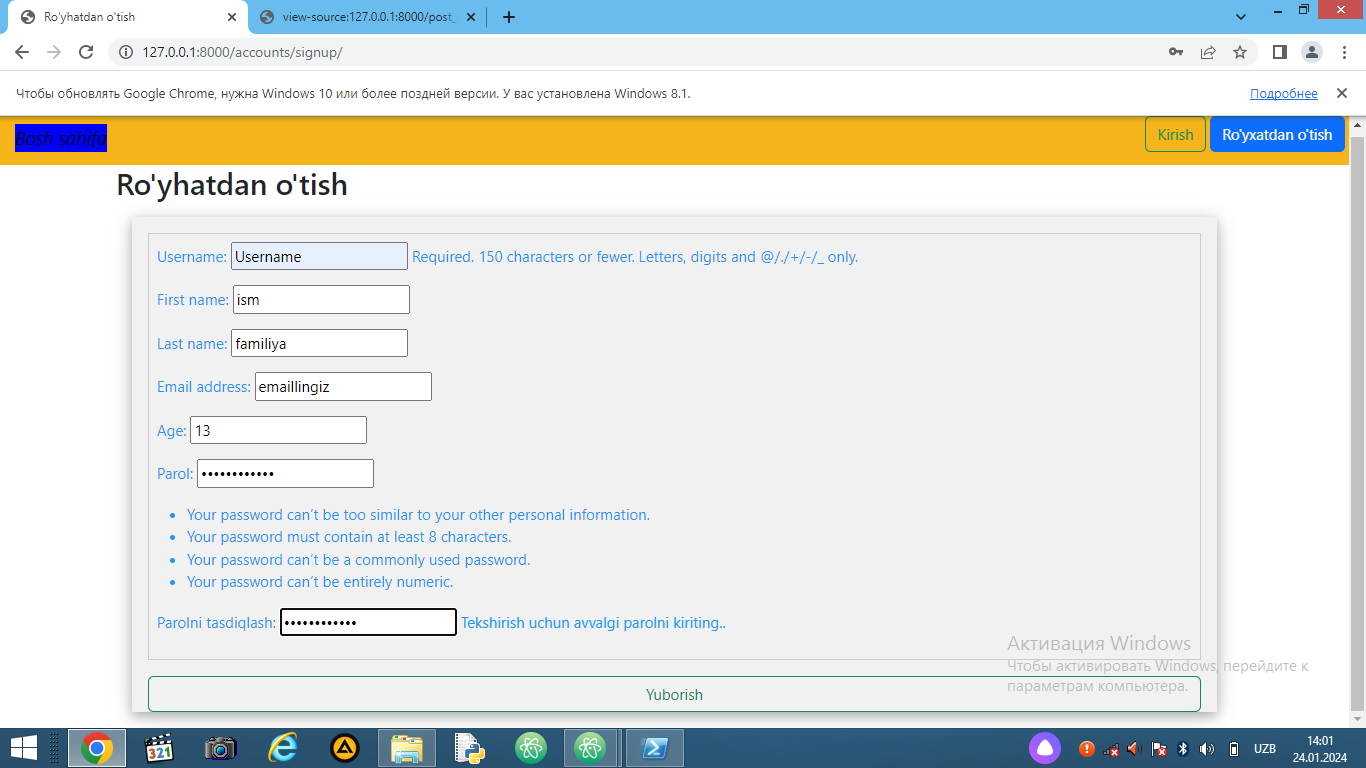 Ro'yhatdan o'tish
view-source:127.0.0.1:8000/post_
127.0.0.1:8000/accounts/signup/
Чтобы обновлять Google Chrome, нужна Windows 10 или более поздней версии. У вас установлена Windows 8.1.
Подробнее
Bosh sahifa
Kirish
Ro'yxatdan o'tish
Ro'yhatdan o'tish
Username: Username Required. 150 characters or fewer. Letters, digits and @/./+/-/_ only.
First name: ism
Last name: familiya
Email address: emaillingiz
Age: 13
Parol: ••••••••••••
• Your password can’t be too similar to your other personal information.
• Your password must contain at least 8 characters.
• Your password can’t be a commonly used password.
• Your password can’t be entirely numeric.
Parolni tasdiqlash: •••••••••••• Tekshirish uchun avvalgi parolni kiriting..
Активация Windows
Чтобы активировать Windows, перейдите к
параметрам компьютера.
Yuborish
321
UZB
14:01
24.01.2024